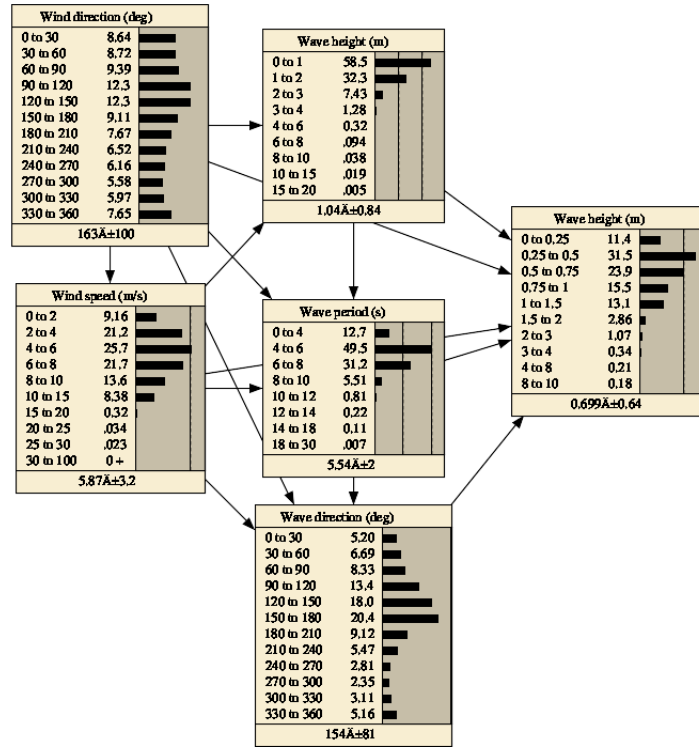 Wind direction (deg)
0 to 30 8.64
30 to 60 8.72
60 to 90 9.39
90 to 120 12.3
120 to 150 12.3
150 to 180 9.11
180 to 210 7.67
210 to 240 6.52
240 to 270 6.16
270 to 300 5.58
300 to 330 5.97
330 to 360 7.65
163Ä±100
Wave height (m)
0 to 1 58.5
1 to 2 32.3
2 to 3 7.43
3 to 4 1.28
4 to 6 0.32
6 to 8 .094
8 to 10 .038
10 to 15 .019
15 to 20 .005
1.04Ä±0.84
Wave height (m)
0 to 0.25 11.4
0.25 to 0.5 31.5
0.5 to 0.75 23.9
0.75 to 1 15.5
1 to 1.5 13.1
1.5 to 2 2.86
2 to 3 1.07
3 to 4 0.34
4 to 8 0.21
8 to 10 0.18
0.699Ä±0.64
Wind speed (m/s)
0 to 2 9.16
2 to 4 21.2
4 to 6 25.7
6 to 8 21.7
8 to 10 13.6
10 to 15 8.38
15 to 20 0.32
20 to 25 .034
25 to 30 .023
30 to 100 0 +
5.87Ä±3.2
Wave period (s)
0 to 4 12.7
4 to 6 49.5
6 to 8 31.2
8 to 10 5.51
10 to 12 0.81
12 to 14 0.22
14 to 18 0.11
18 to 30 .007
5.54Ä±2
Wave direction (deg)
0 to 30 5.20
30 to 60 6.69
60 to 90 8.33
90 to 120 13.4
120 to 150 18.0
150 to 180 20.4
180 to 210 9.12
210 to 240 5.47
240 to 270 2.81
270 to 300 2.35
300 to 330 3.11
330 to 360 5.16
154Ä±81